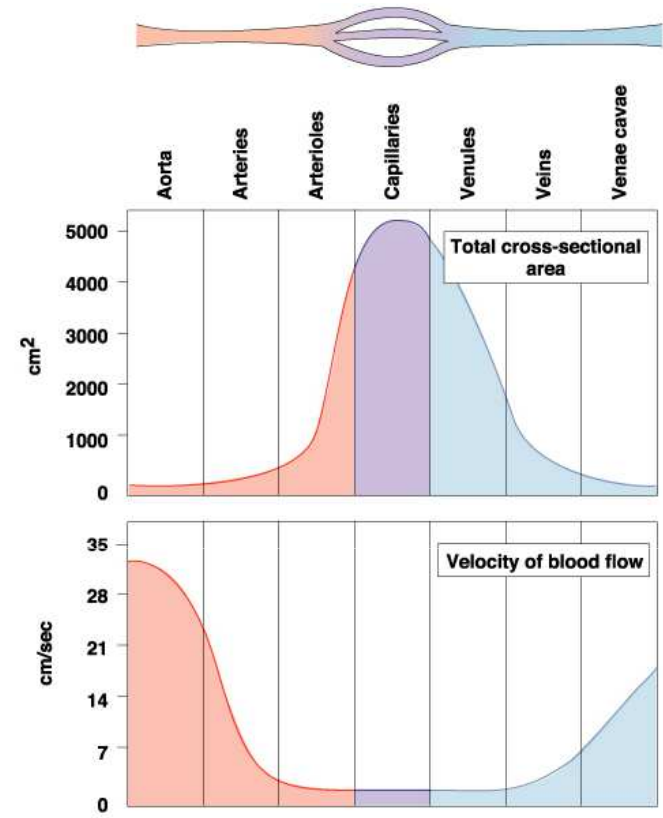 Aorta
Arteries
Arterioles
Capillaries
Venules
Veins
Venae cavae
Total cross-sectional
area
cm²
5000
4000
3000
2000
1000
0
Velocity of blood flow
cm/sec
35
28
21
14
7
0